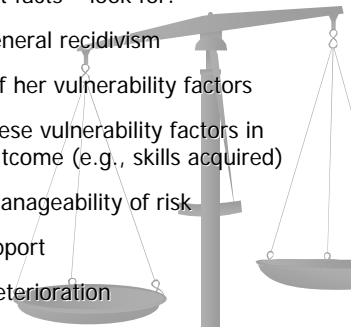 facts – look for:
eneral recidivism
f her vulnerability factors
ese vulnerability factors in
tcome (e.g., skills acquired)
anageability of risk
port
eterioration